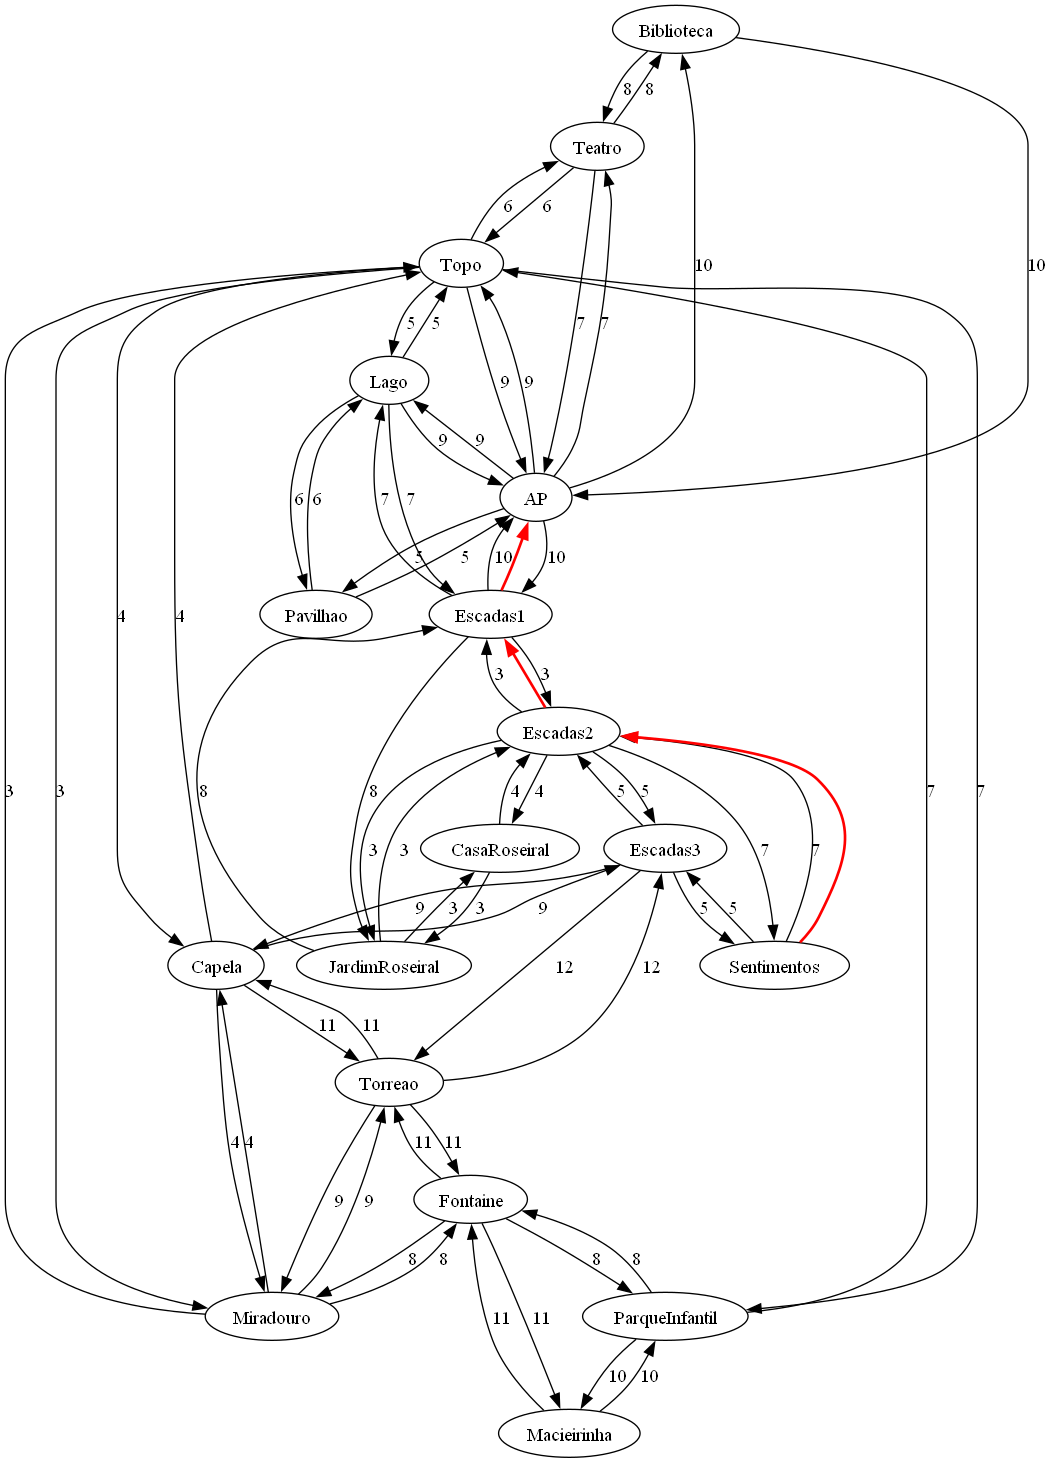 Biblioteca
8 8
Teatro
10 10
6 6
Topo
7 7
5 5
9 9
Lago
9 9
6 6
7 7
AP
5 5
10 10
4 4
Pavilhao
Escadas1
3 3
Escadas2
3 3
8 8
4 4
5 5
7 7
3 3
7 7
CasaRoseiral
Escadas3
9 3 3 9
5 5
Capela
JardimRoseiral
Sentimentos
12 12
11 11
Torreao
4 4
11 11
9 9
Fontaine
8 8
8 8
Miradouro
11 11
ParqueInfantil
10 10
Macieirinha